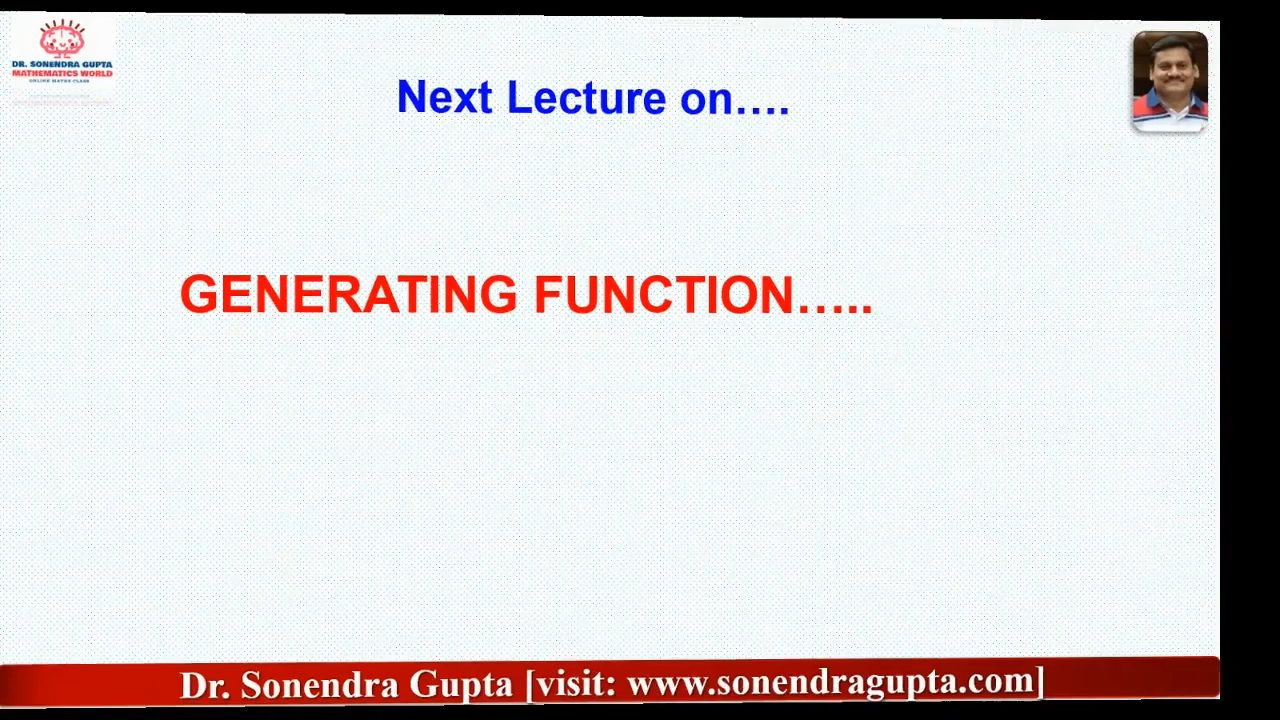 DR. SONENDRA GUPTA
MATHEMATICS WORLD
ONLINE MATHS CLASS
Next Lecture on….
GENERATING FUNCTION…..
Dr. Sonendra Gupta [visit: www.sonendragupta.com]